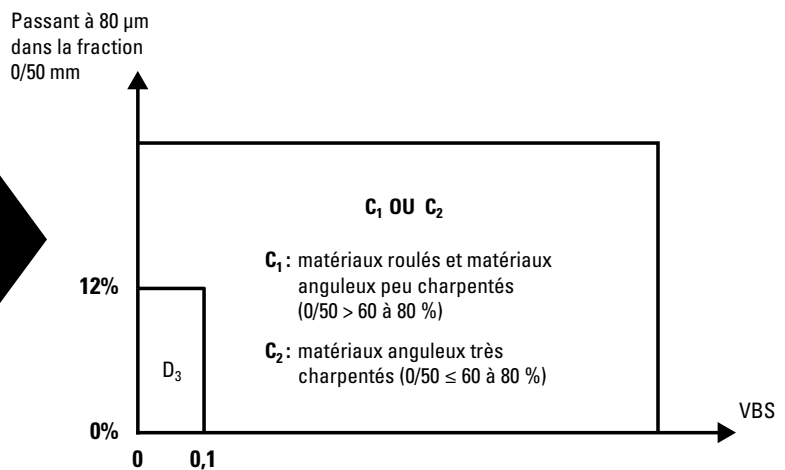 Passant à 80 µm
dans la fraction
0/50 mm
C₁ OU C₂
C₁ : matériaux roulés et matériaux
anguleux peu charpentés
(0/50 > 60 à 80 %)
12%
C₂ : matériaux anguleux très
charpentés (0/50 ≤ 60 à 80 %)
D₃
VBS
0%
0
0,1